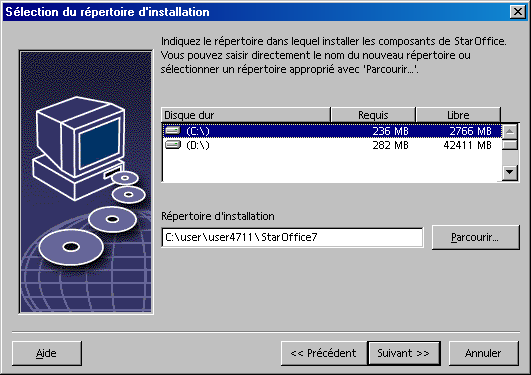 Sélection du répertoire d'installation
Indiquez le répertoire dans lequel installer les composants de StarOffice.
Vous pouvez saisir directement le nom du nouveau répertoire ou
sélectionner un répertoire approprié avec 'Parcourir...'.
Disque dur Requis Libre
(C:\) 236 MB 2766 MB
(D:\) 282 MB 42411 MB
Répertoire d'installation
C:\user\user4711\StarOffice7 Parcourir...
Aide << Précédent Suivant >> Annuler